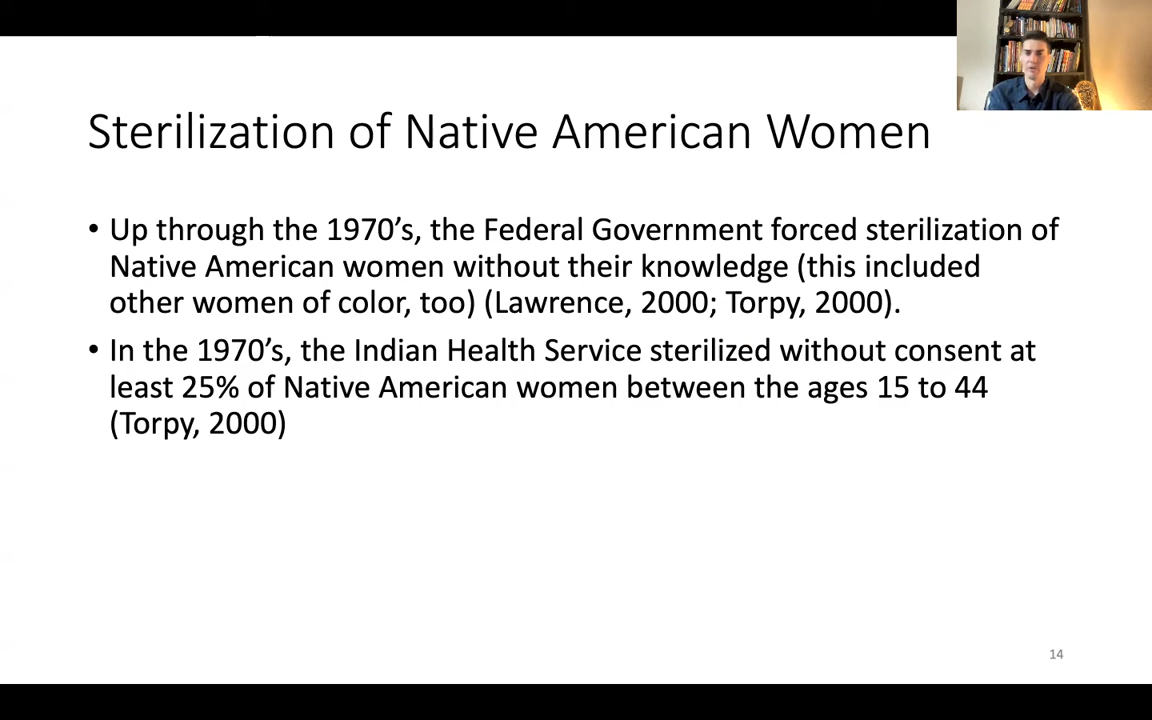 Sterilization of Native American Women
• Up through the 1970’s, the Federal Government forced sterilization of
Native American women without their knowledge (this included
other women of color, too) (Lawrence, 2000; Torpy, 2000).
• In the 1970’s, the Indian Health Service sterilized without consent at
least 25% of Native American women between the ages 15 to 44
(Torpy, 2000)
14